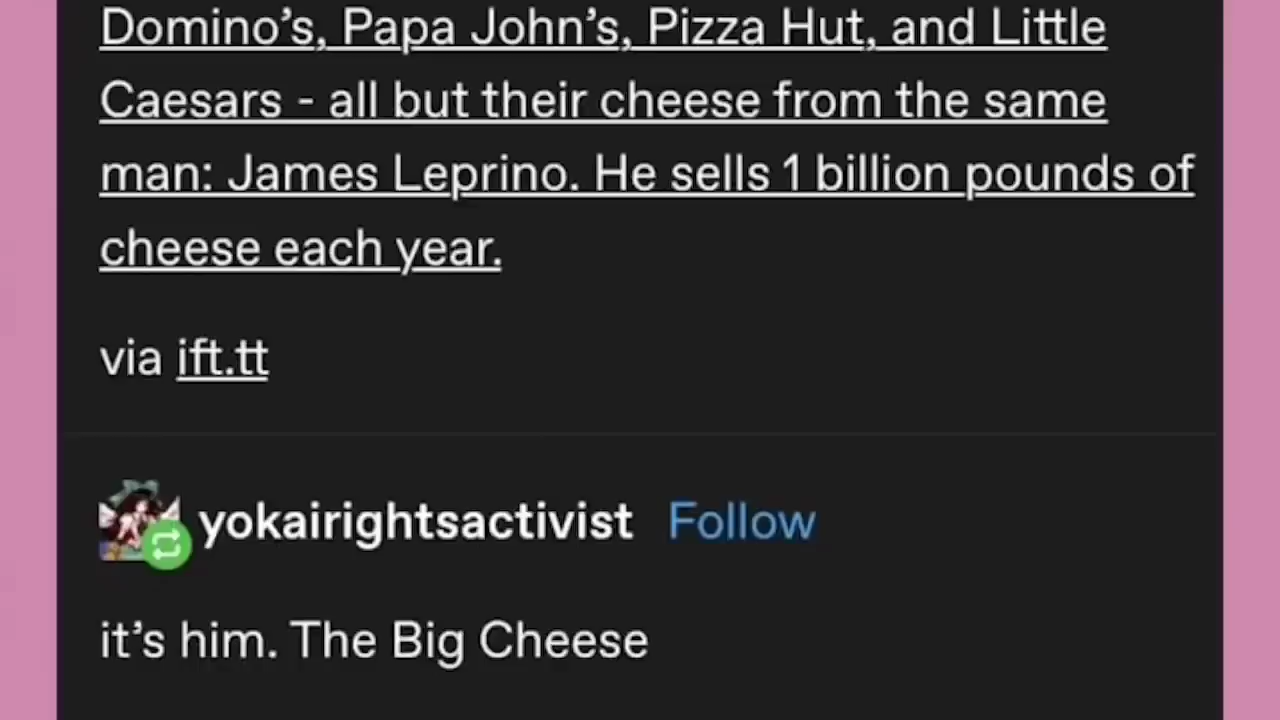 Domino’s, Papa John’s, Pizza Hut, and Little
Caesars - all but their cheese from the same
man: James Leprino. He sells 1 billion pounds of
cheese each year.
via ift.tt
yokairightsactivist Follow
it’s him. The Big Cheese